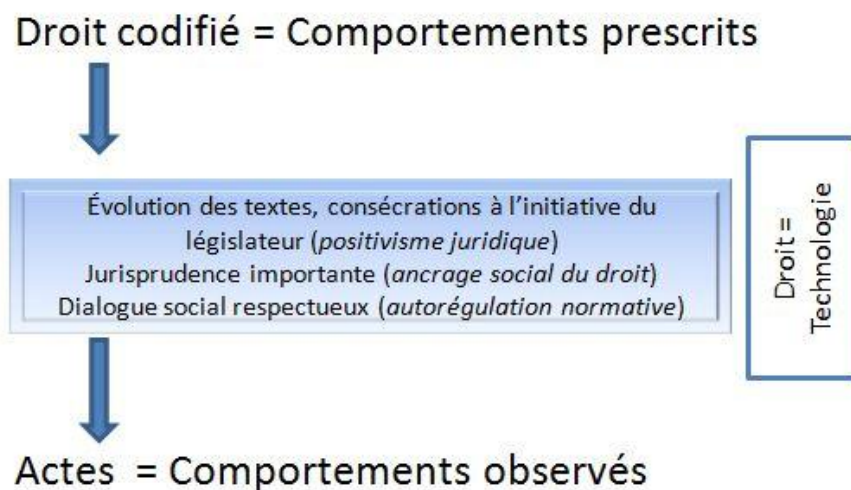 Droit codifié = Comportements prescrits
Évolution des textes, consécrations à l’initiative du
législateur (positivisme juridique)
Jurisprudence importante (ancrage social du droit)
Dialogue social respectueux (autorégulation normative)
Droit =
Technologie
Actes = Comportements observés